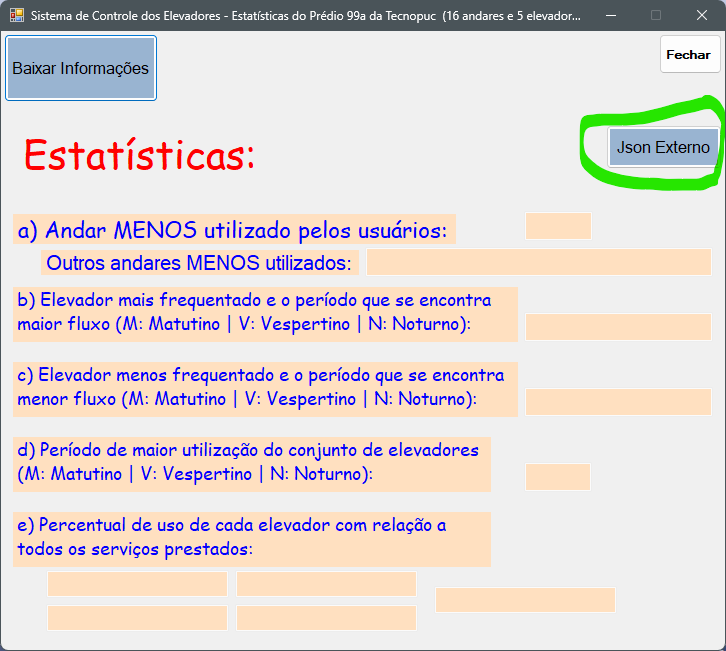 Sistema de Controle dos Elevadores - Estatísticas do Prédio 99a da Tecnopuc (16 andares e 5 elevador...
Baixar Informações
Fechar
Json Externo
Estatísticas:
a) Andar MENOS utilizado pelos usuários:
Outros andares MENOS utilizados:
b) Elevador mais frequentado e o período que se encontra
maior fluxo (M: Matutino | V: Vespertino | N: Noturno):
c) Elevador menos frequentado e o período que se encontra
menor fluxo (M: Matutino | V: Vespertino | N: Noturno):
d) Período de maior utilização do conjunto de elevadores
(M: Matutino | V: Vespertino | N: Noturno):
e) Percentual de uso de cada elevador com relação a
todos os serviços prestados: